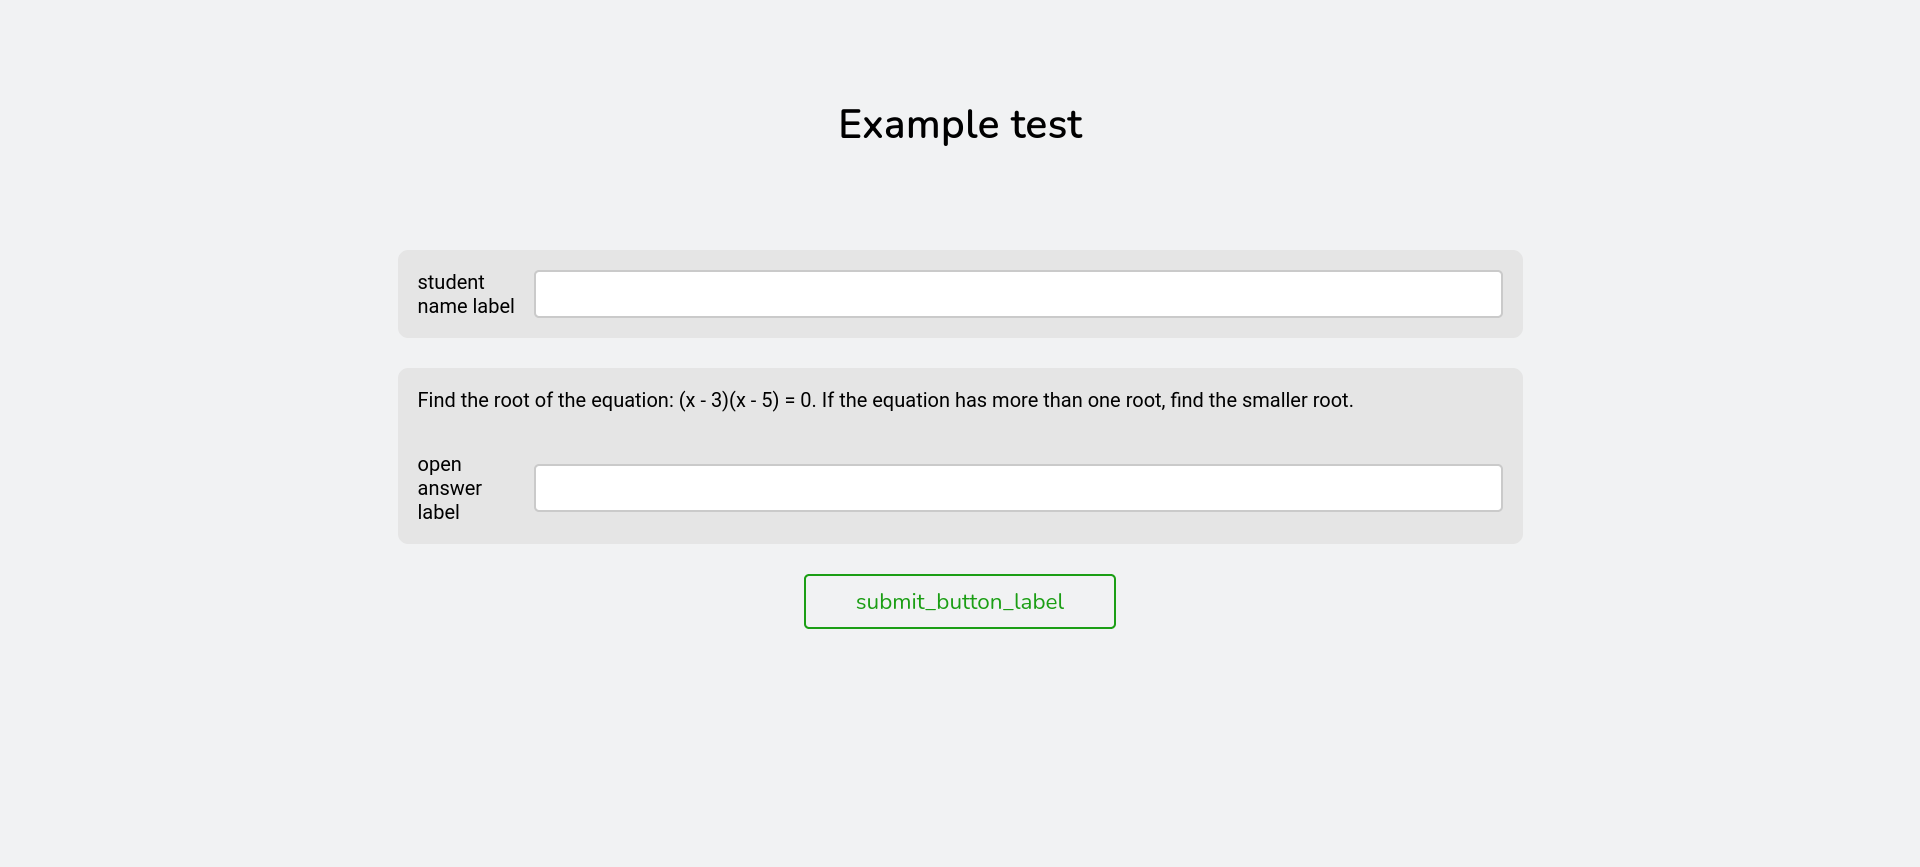 Example test
student
name label
Find the root of the equation: (x - 3)(x - 5) = 0. If the equation has more than one root, find the smaller root.
open
answer
label
submit_button_label